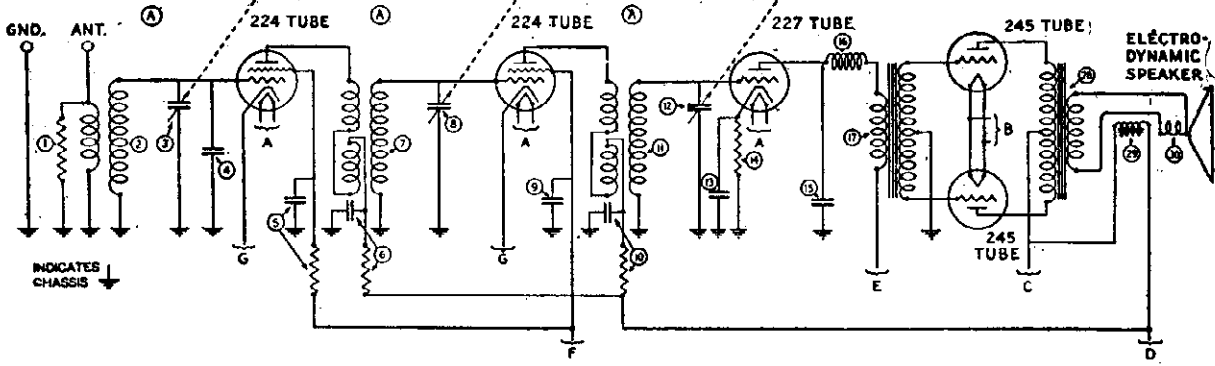 Ⓐ 224 TUBE Ⓐ 224 TUBE Ⓐ 227 TUBE 245 TUBE
GND. ANT. 16 28 ELECTRO-
DYNAMIC
SPEAKER
1 2 3 4 A 7 8 A 11 12 A 14 13 15 17 B 29 30
5 6 9 10
G G
245
TUBE
INDICATES
CHASSIS
E C
F D